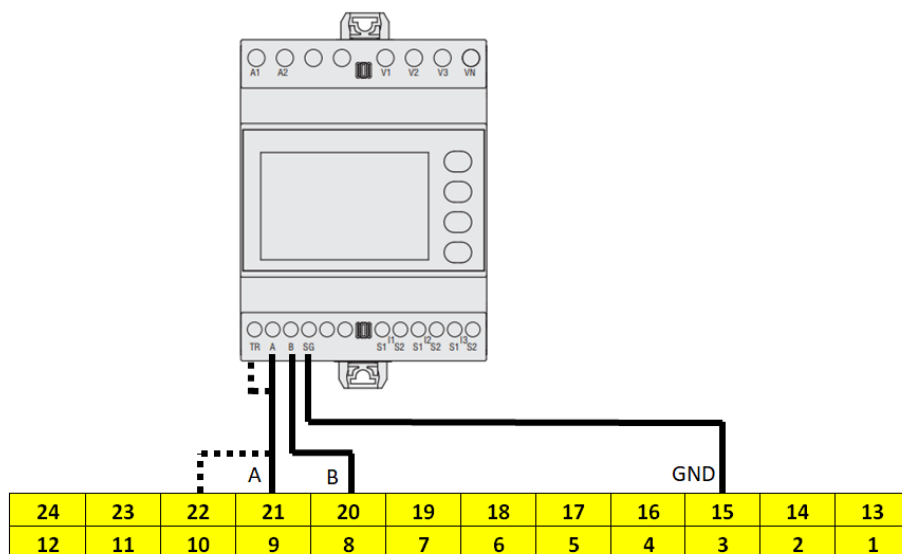 A1 A2 V1 V2 V3 VN
TR A B SG S1 I1 S2 S1 I2 S2 S1 I3 S2
A B GND
24 23 22 21 20 19 18 17 16 15 14 13
12 11 10 9 8 7 6 5 4 3 2 1